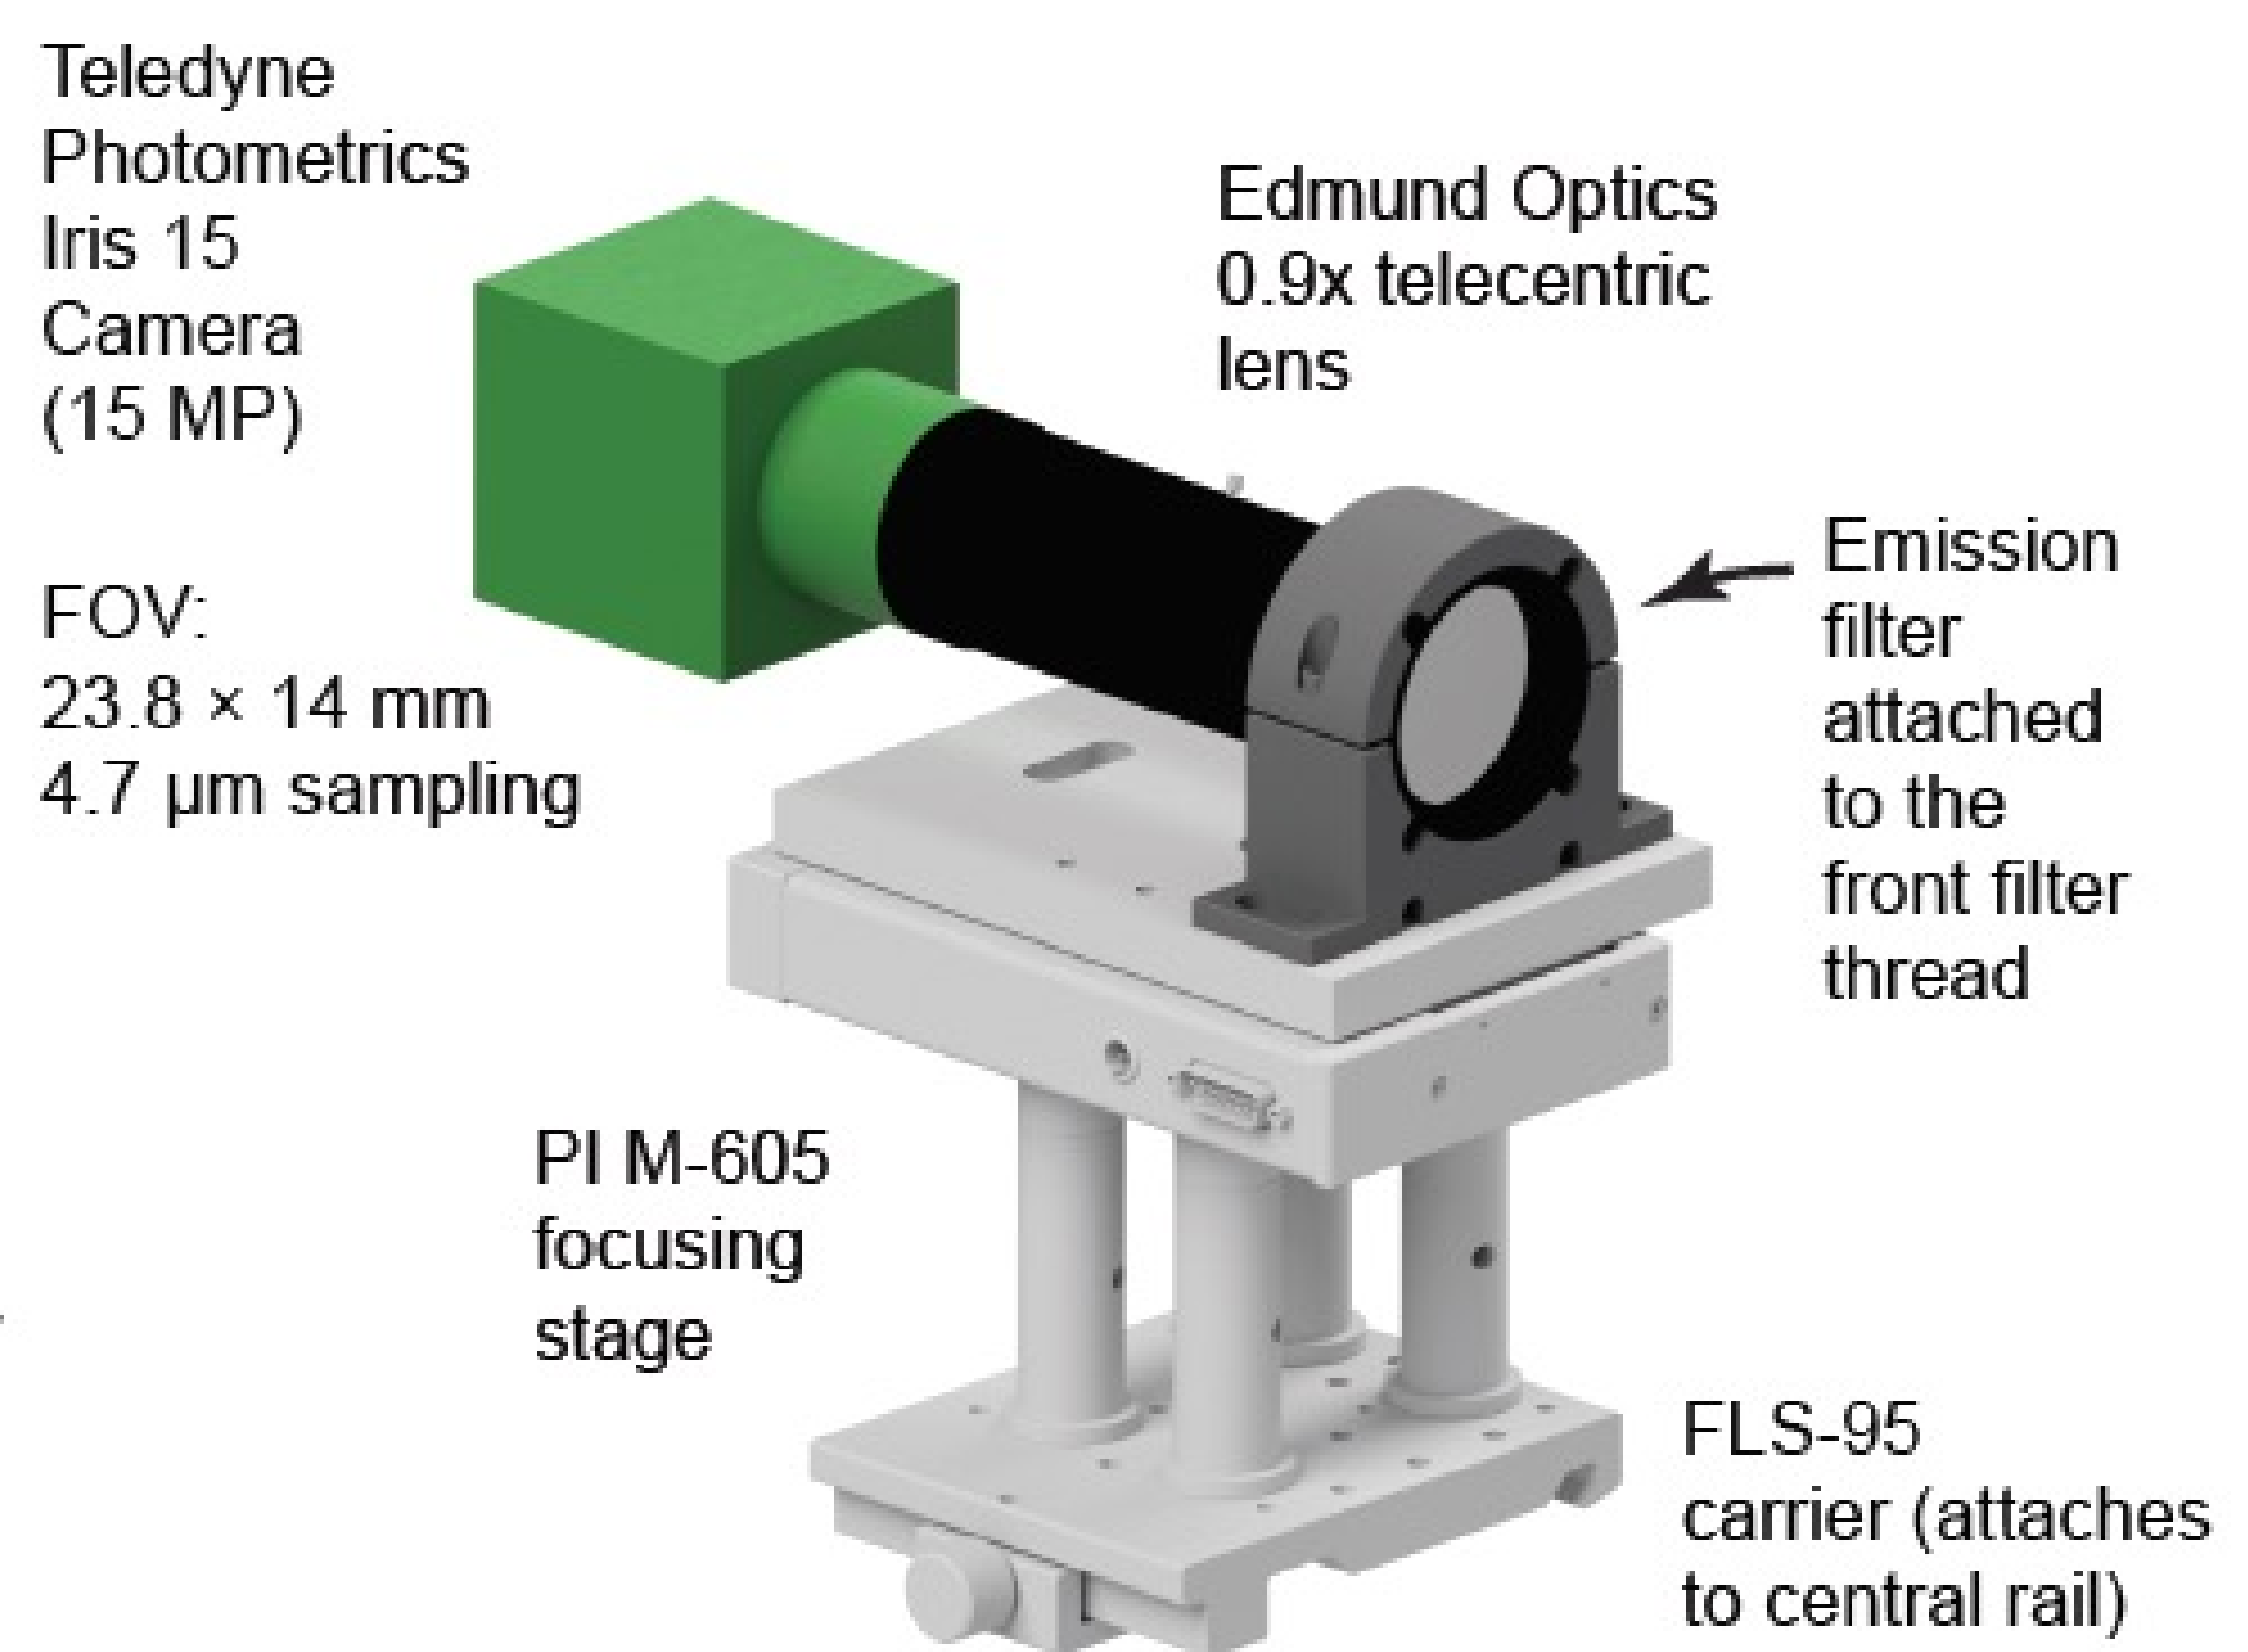 Teledyne
Photometrics
Iris 15
Camera
(15 MP)
FOV:
23.8 × 14 mm
4.7 µm sampling
Edmund Optics
0.9x telecentric
lens
Emission
filter
attached
to the
front filter
thread
PI M-605
focusing
stage
FLS-95
carrier (attaches
to central rail)